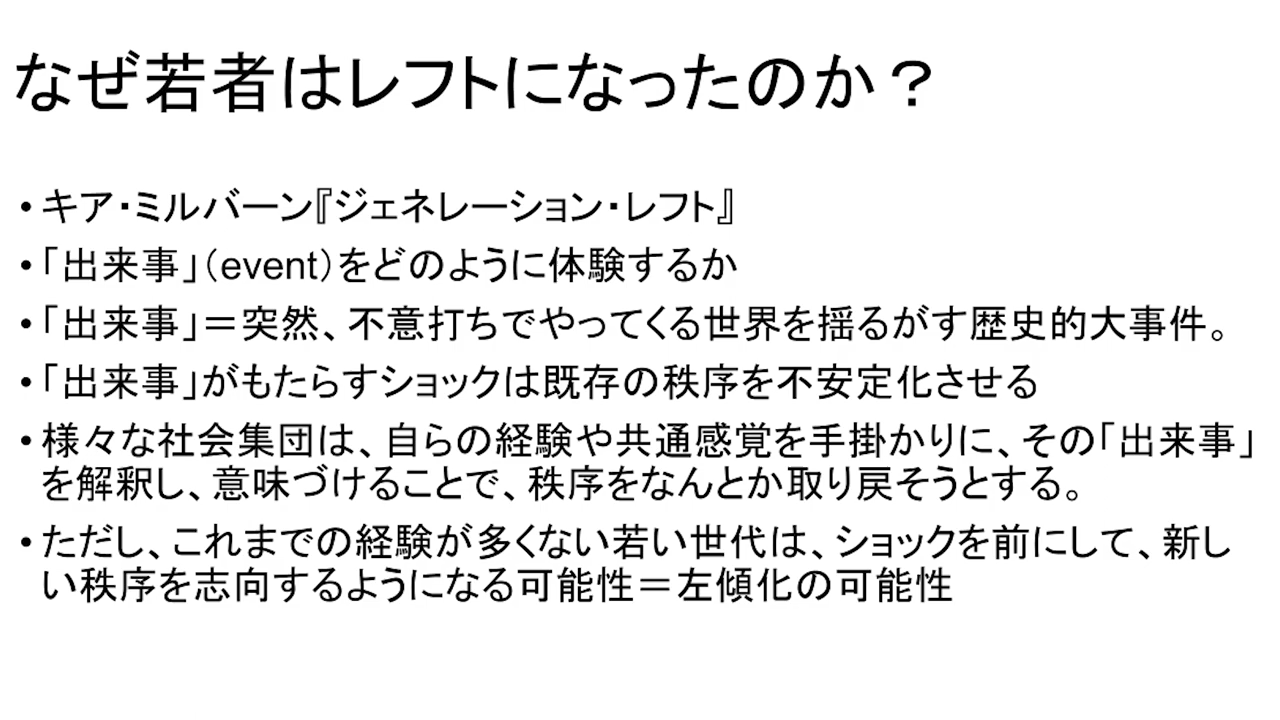 なぜ若者はレフトになったのか？
• キア・ミルバーン『ジェネレーション・レフト』
• 「出来事」（event）をどのように体験するか
• 「出来事」＝突然、不意打ちでやってくる世界を揺るがす歴史的大事件。
• 「出来事」がもたらすショックは既存の秩序を不安定化させる
• 様々な社会集団は、自らの経験や共通感覚を手掛かりに、その「出来事」
を解釈し、意味づけることで、秩序をなんとか取り戻そうとする。
• ただし、これまでの経験が多くない若い世代は、ショックを前にして、新し
い秩序を志向するようになる可能性＝左傾化の可能性